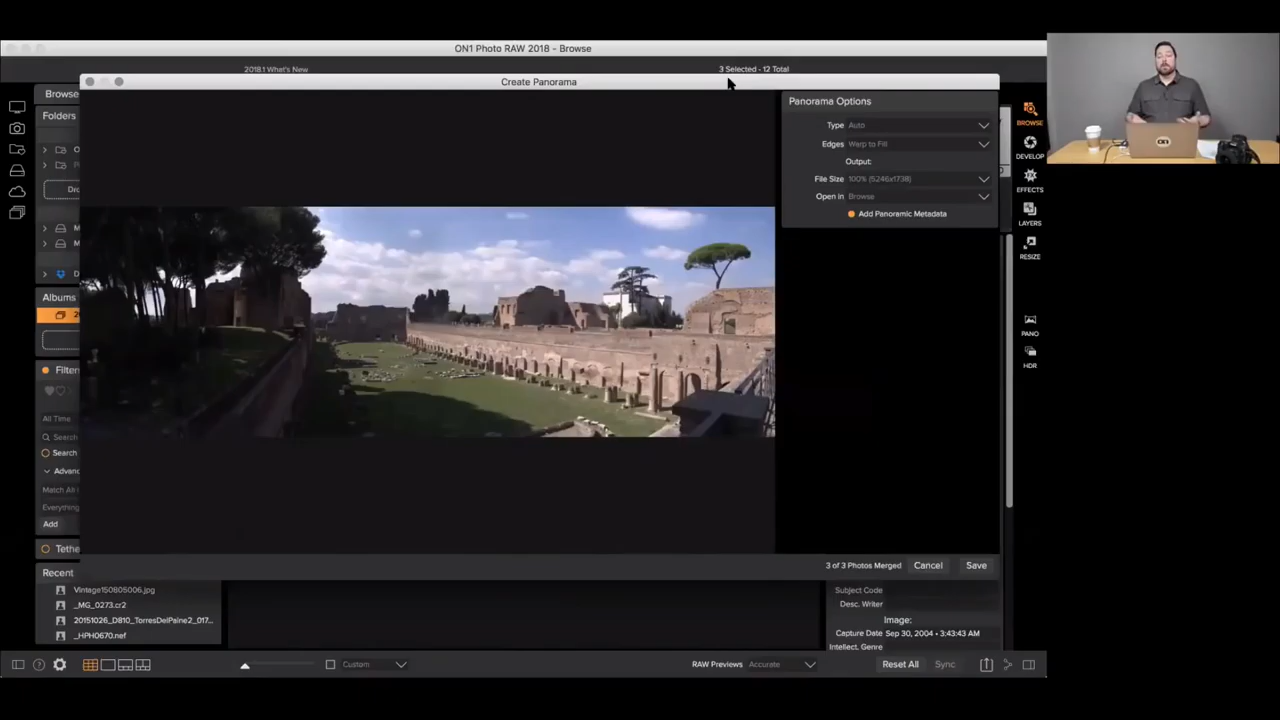 ON1 Photo RAW 2018 - Browse
2018.1 What's New
3 Selected - 12 Total
Create Panorama
Browse
Folders
Panorama Options
Type Auto
Edges Warp to Fill
Output:
File Size 100% (5246x1738)
Open in Browse
Add Panoramic Metadata
BROWSE
DEVELOP
EFFECTS
LAYERS
RESIZE
PANO
HDR
ON1
Albums
Filters
All Time
Search
Search
Match All
Everything
Add
3 of 3 Photos Merged
Cancel
Save
Recent
Vintage150805006.jpg
_MG_0273.cr2
20151026_D810_TorresDelPaine2_017...
_HPH0670.nef
Subject Code
Desc. Writer
Image:
Capture Date Sep 30, 2004 • 3:43:43 AM
Intellect. Genre
Custom
RAW Previews Accurate
Reset All
Sync